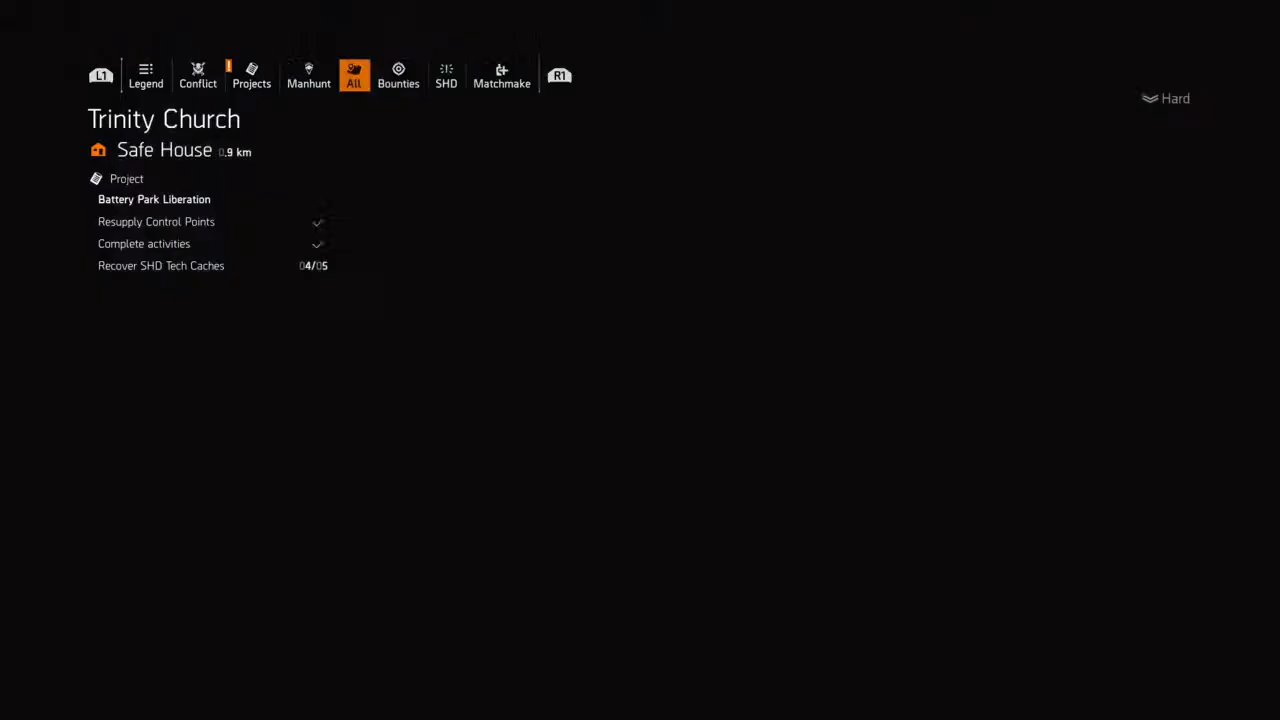 L1 Legend Conflict Projects Manhunt All Bounties SHD Matchmake R1
Hard
Trinity Church
Safe House 0.9 km
Project
Battery Park Liberation
Resupply Control Points
Complete activities
Recover SHD Tech Caches 04/05